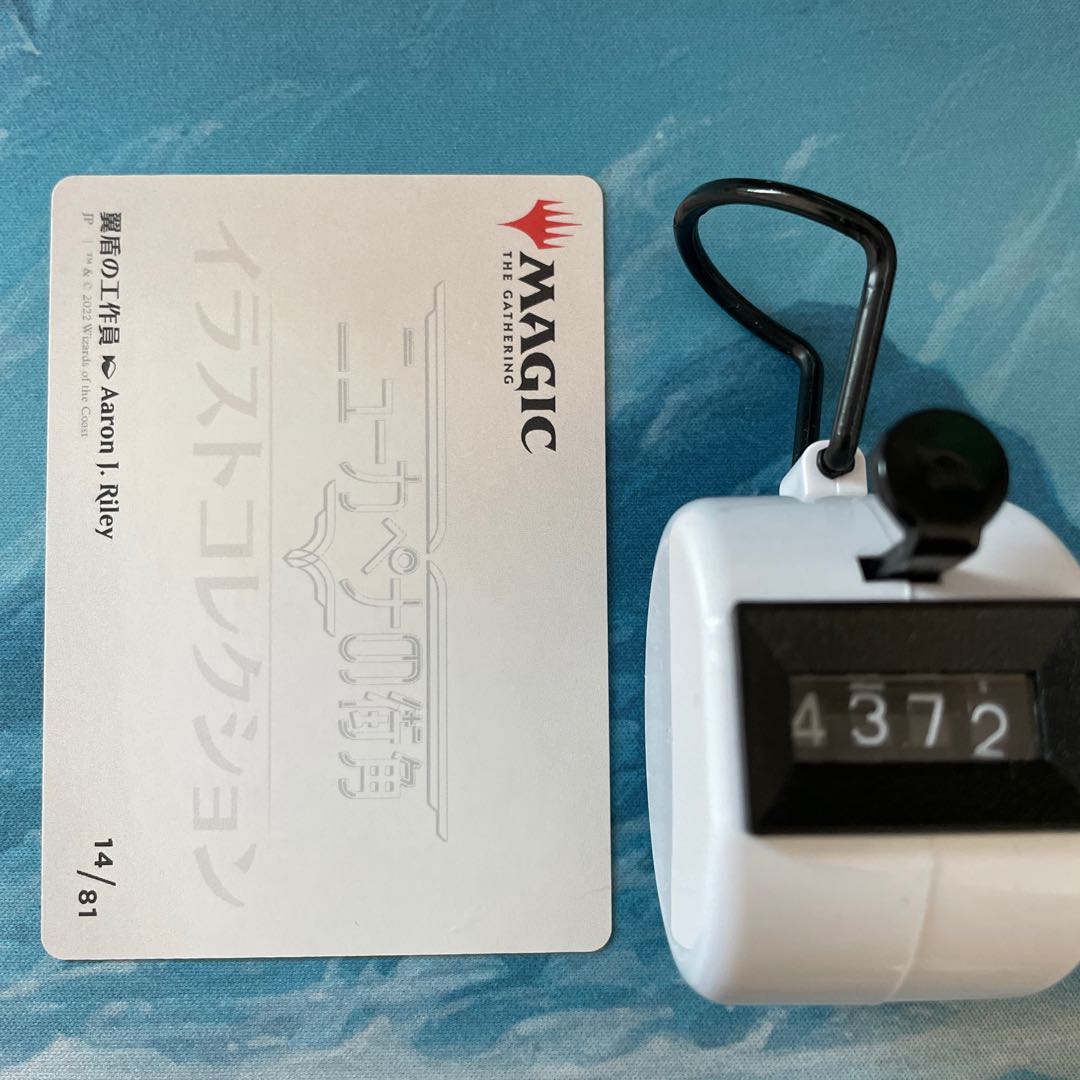 MAGIC
THE GATHERING
ニューカペナの街角
イラストコレクション
翼盾の工作員 Aaron J. Riley
JP | ™ & © 2022 Wizards of the Coast
14/81
4372